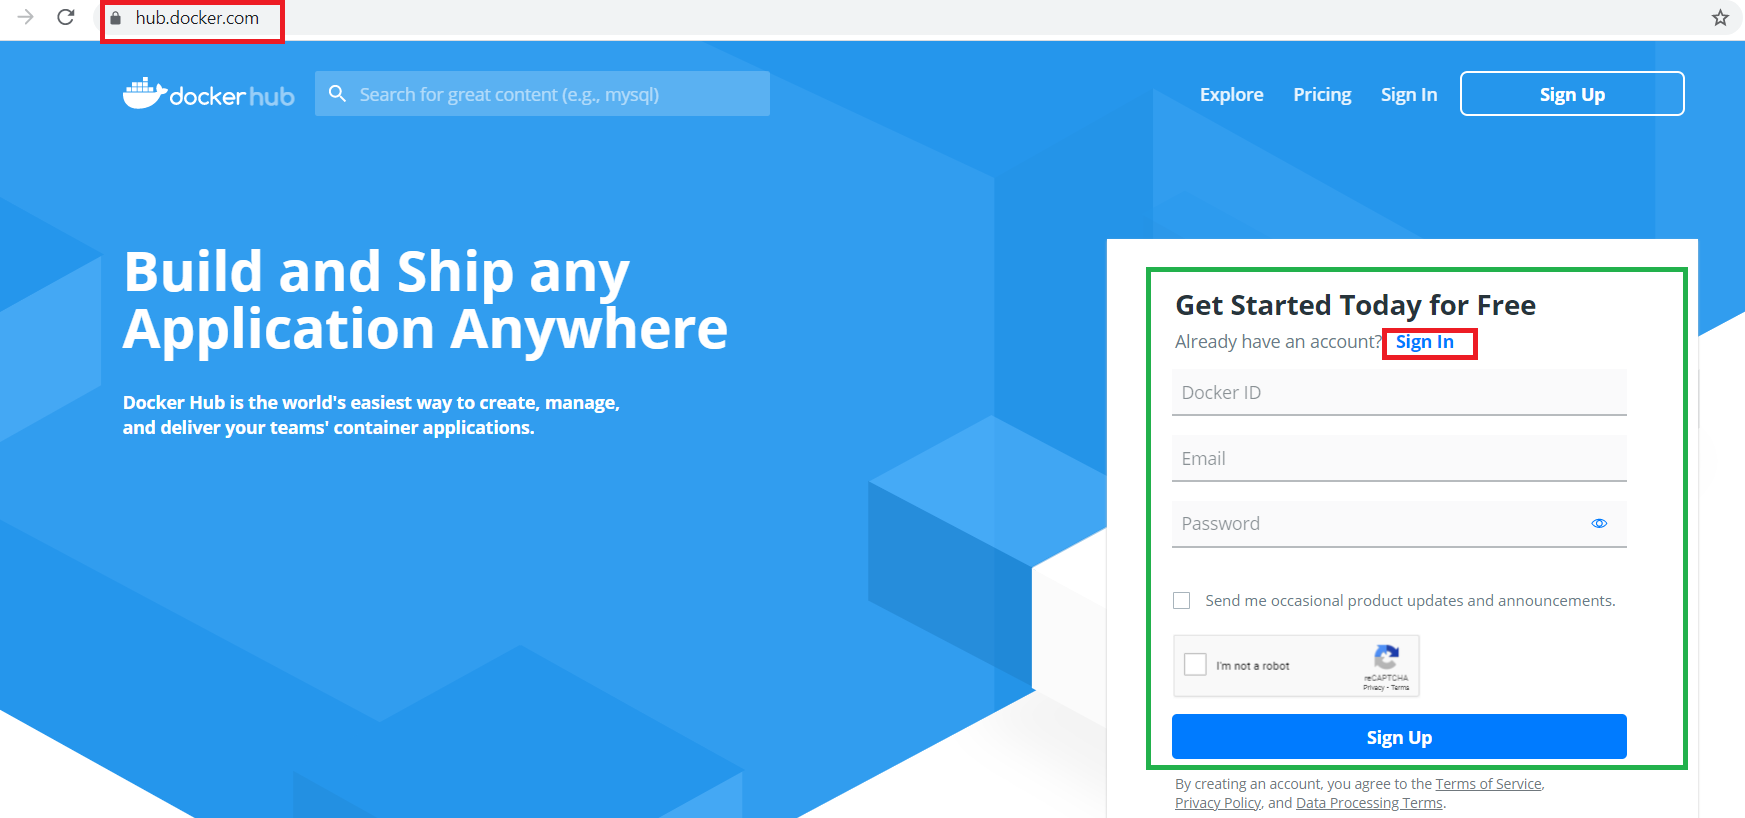 hub.docker.com
docker hub
Search for great content (e.g., mysql)
Explore
Pricing
Sign In
Sign Up
Build and Ship any
Application Anywhere
Docker Hub is the world's easiest way to create, manage,
and deliver your teams' container applications.
Get Started Today for Free
Already have an account? Sign In
Docker ID
Email
Password
Send me occasional product updates and announcements.
I'm not a robot
reCAPTCHA
Privacy - Terms
Sign Up
By creating an account, you agree to the Terms of Service,
Privacy Policy, and Data Processing Terms.